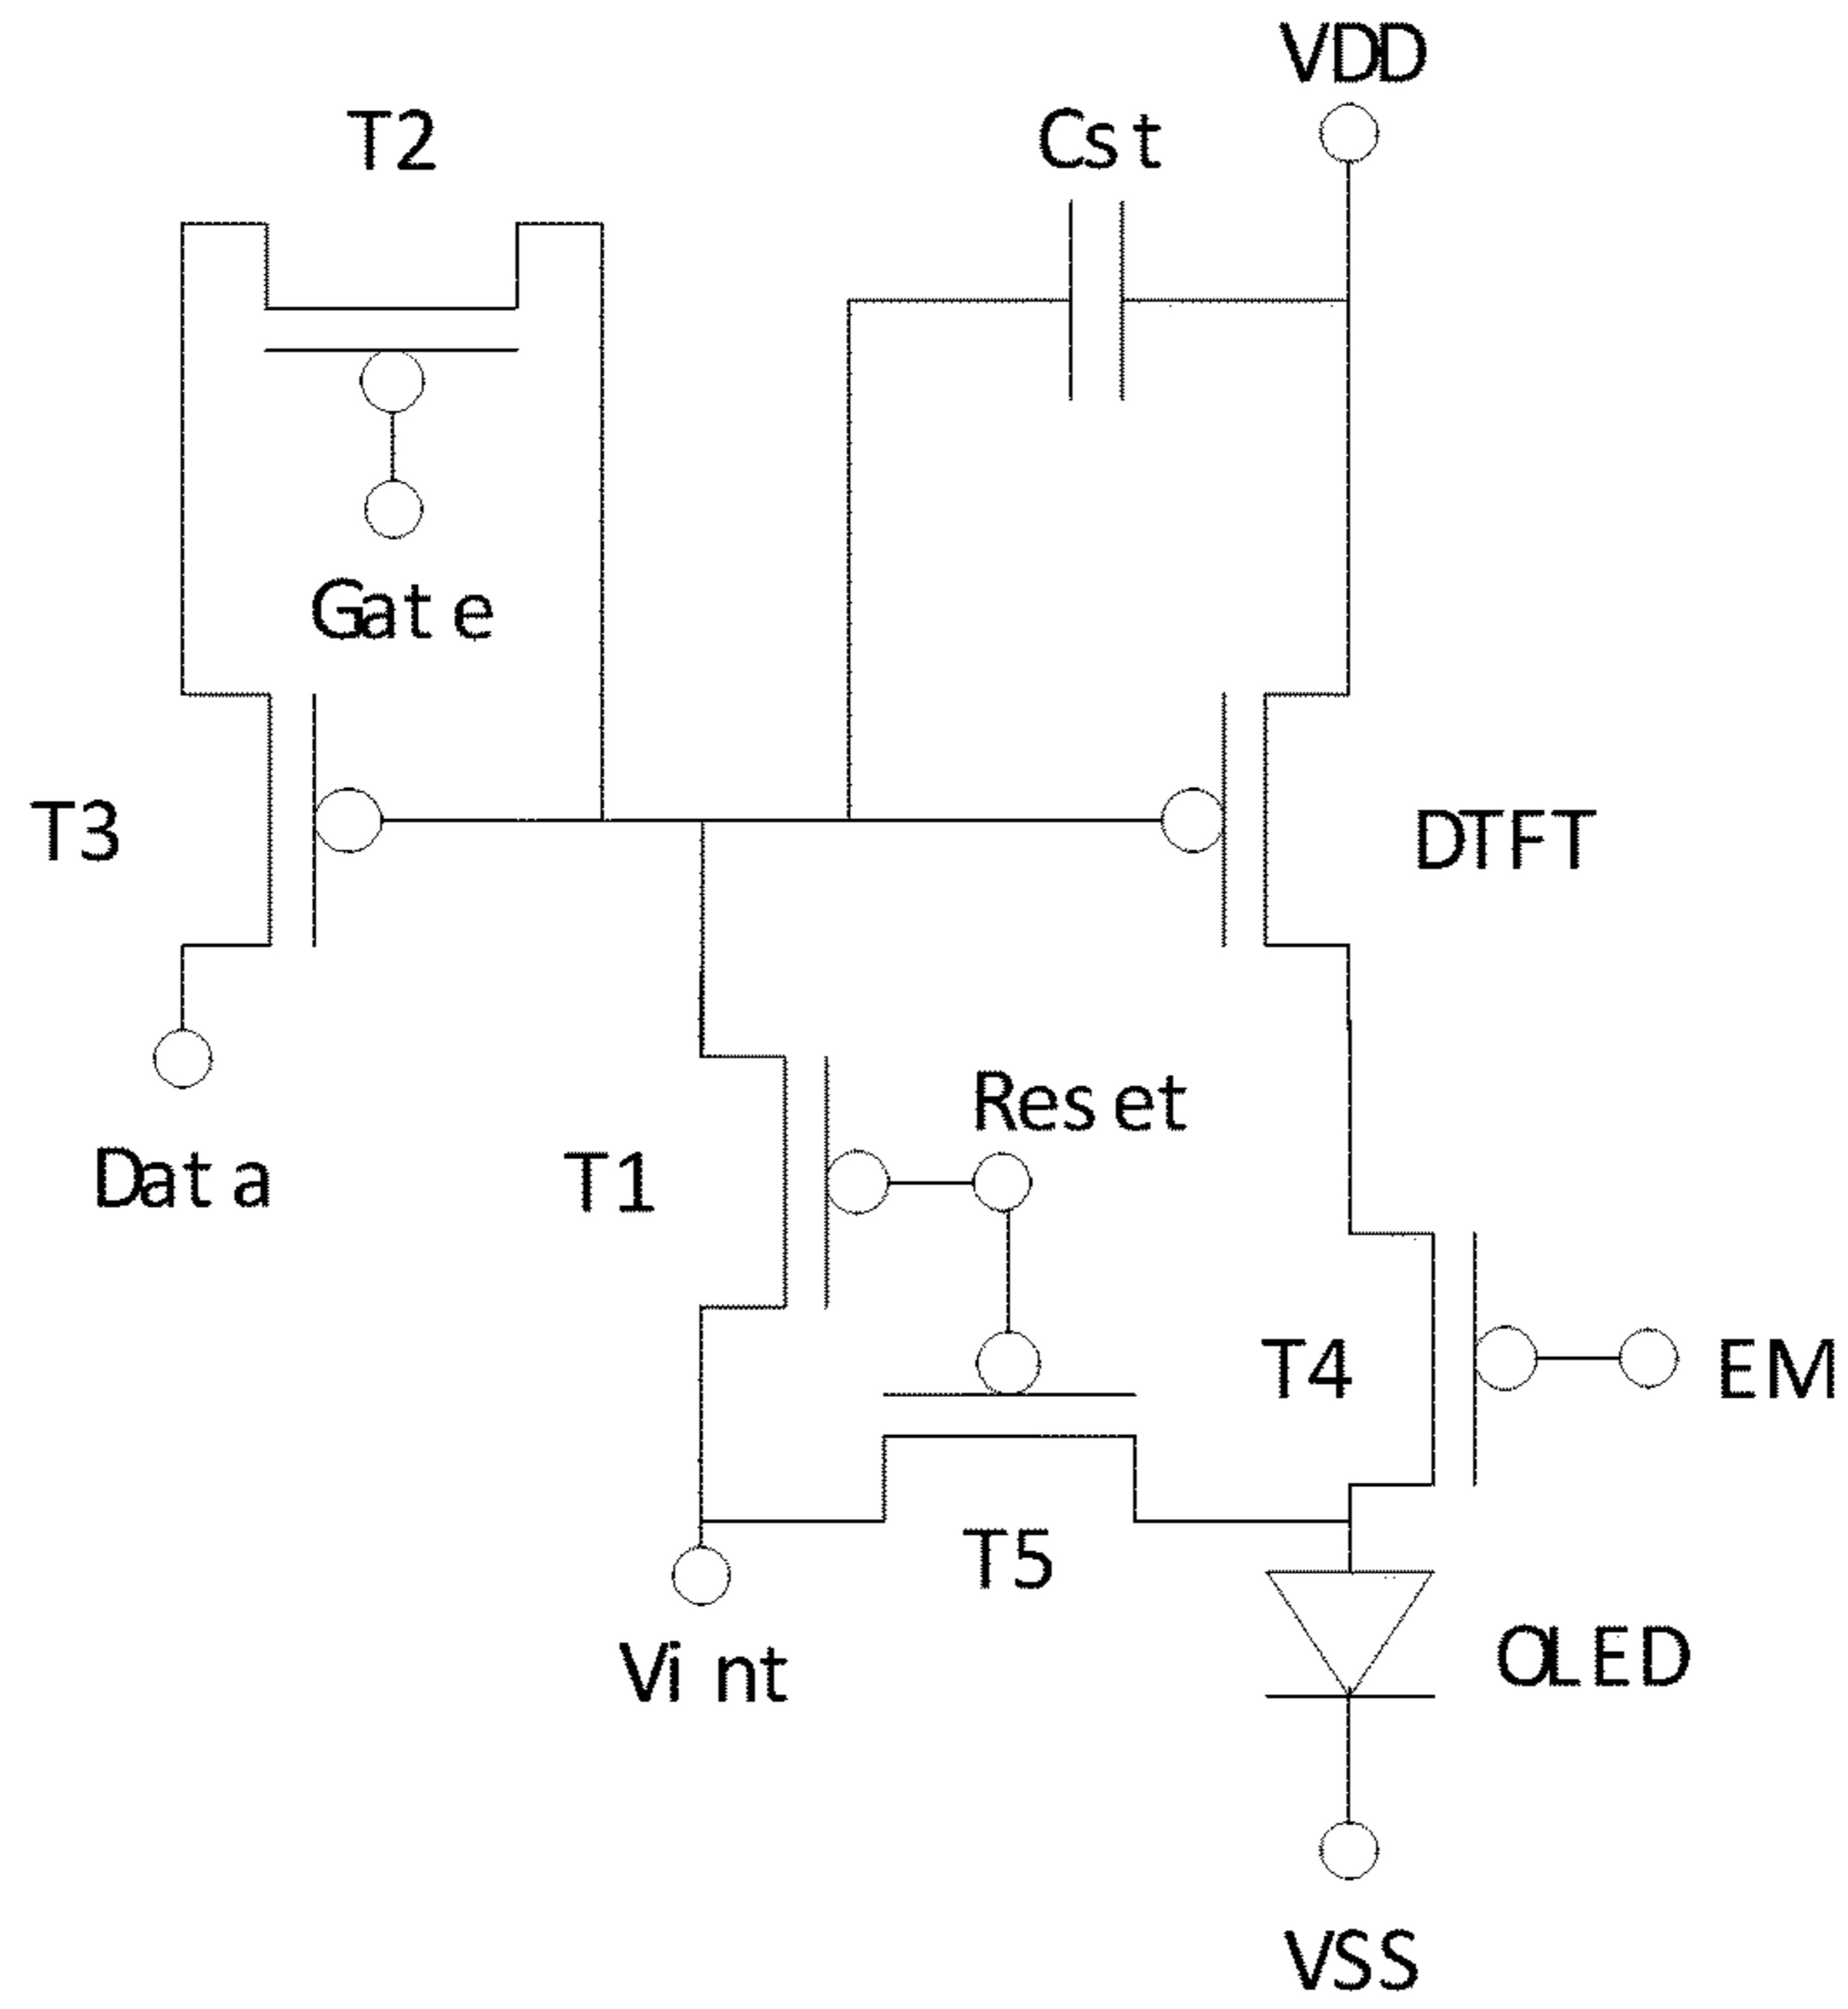 VDD
T2
Cst
Gate
T3
DTFT
Reset
Data
T1
T4
EM
T5
Vint
OLED
VSS